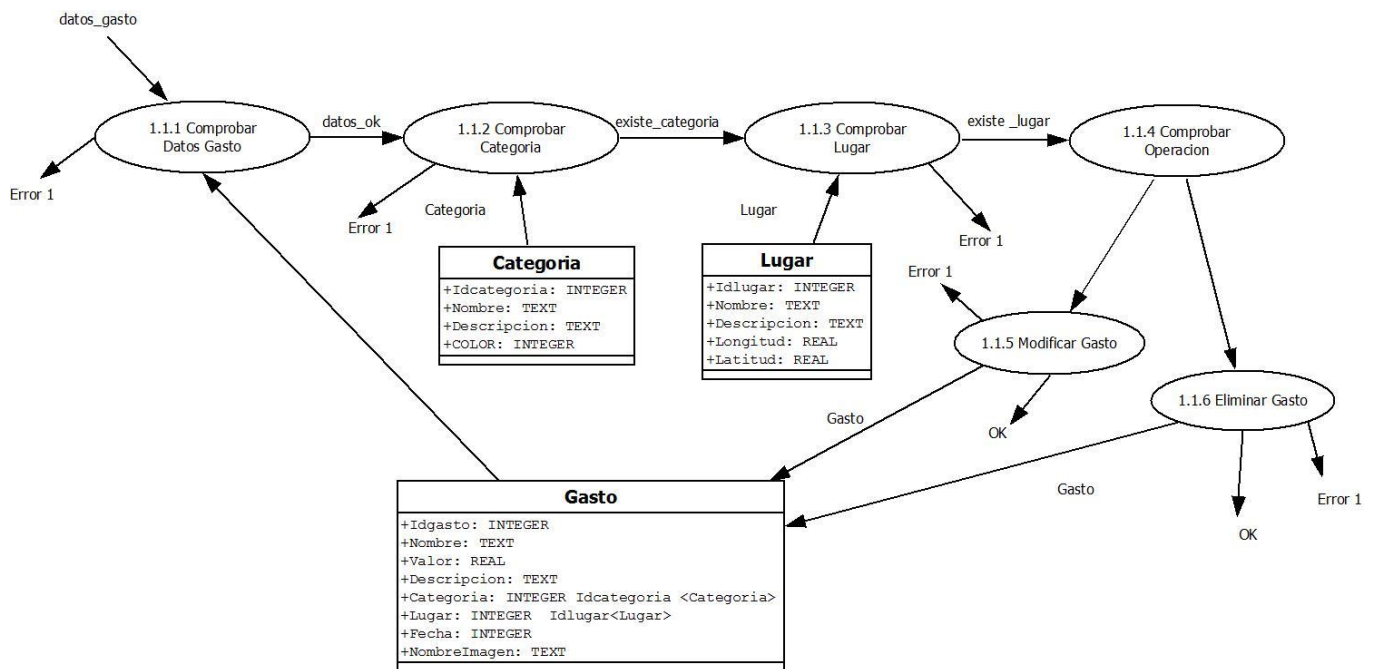 datos_gasto
1.1.1 Comprobar
Datos Gasto
datos_ok
1.1.2 Comprobar
Categoria
existe_categoria
1.1.3 Comprobar
Lugar
existe _lugar
1.1.4 Comprobar
Operacion
Error 1
Error 1
Categoria
Lugar
Error 1
Categoria
+Idcategoria: INTEGER
+Nombre: TEXT
+Descripcion: TEXT
+COLOR: INTEGER
Lugar
+Idlugar: INTEGER
+Nombre: TEXT
+Descripcion: TEXT
+Longitud: REAL
+Latitud: REAL
Error 1
1.1.5 Modificar Gasto
1.1.6 Eliminar Gasto
Gasto
OK
Gasto
Error 1
OK
Gasto
+Idgasto: INTEGER
+Nombre: TEXT
+Valor: REAL
+Descripcion: TEXT
+Categoria: INTEGER Idcategoria <Categoria>
+Lugar: INTEGER  Idlugar<Lugar>
+Fecha: INTEGER
+NombreImagen: TEXT